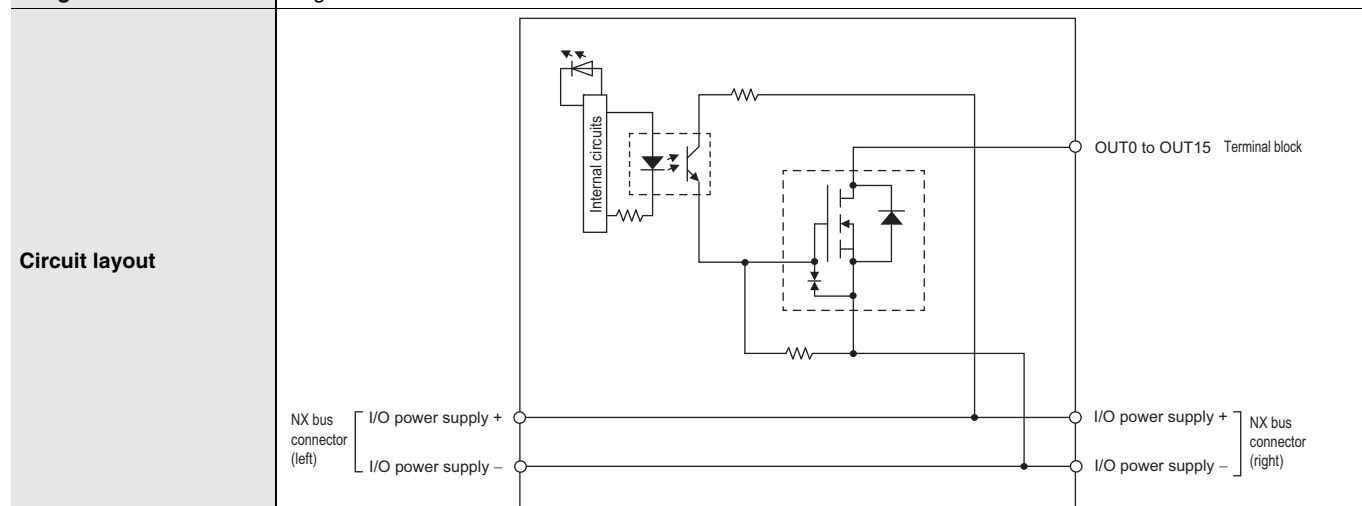 Circuit layout
Internal circuits
OUT0 to OUT15 Terminal block
NX bus
connector
(left)
I/O power supply +
I/O power supply −
I/O power supply +
I/O power supply −
NX bus
connector
(right)